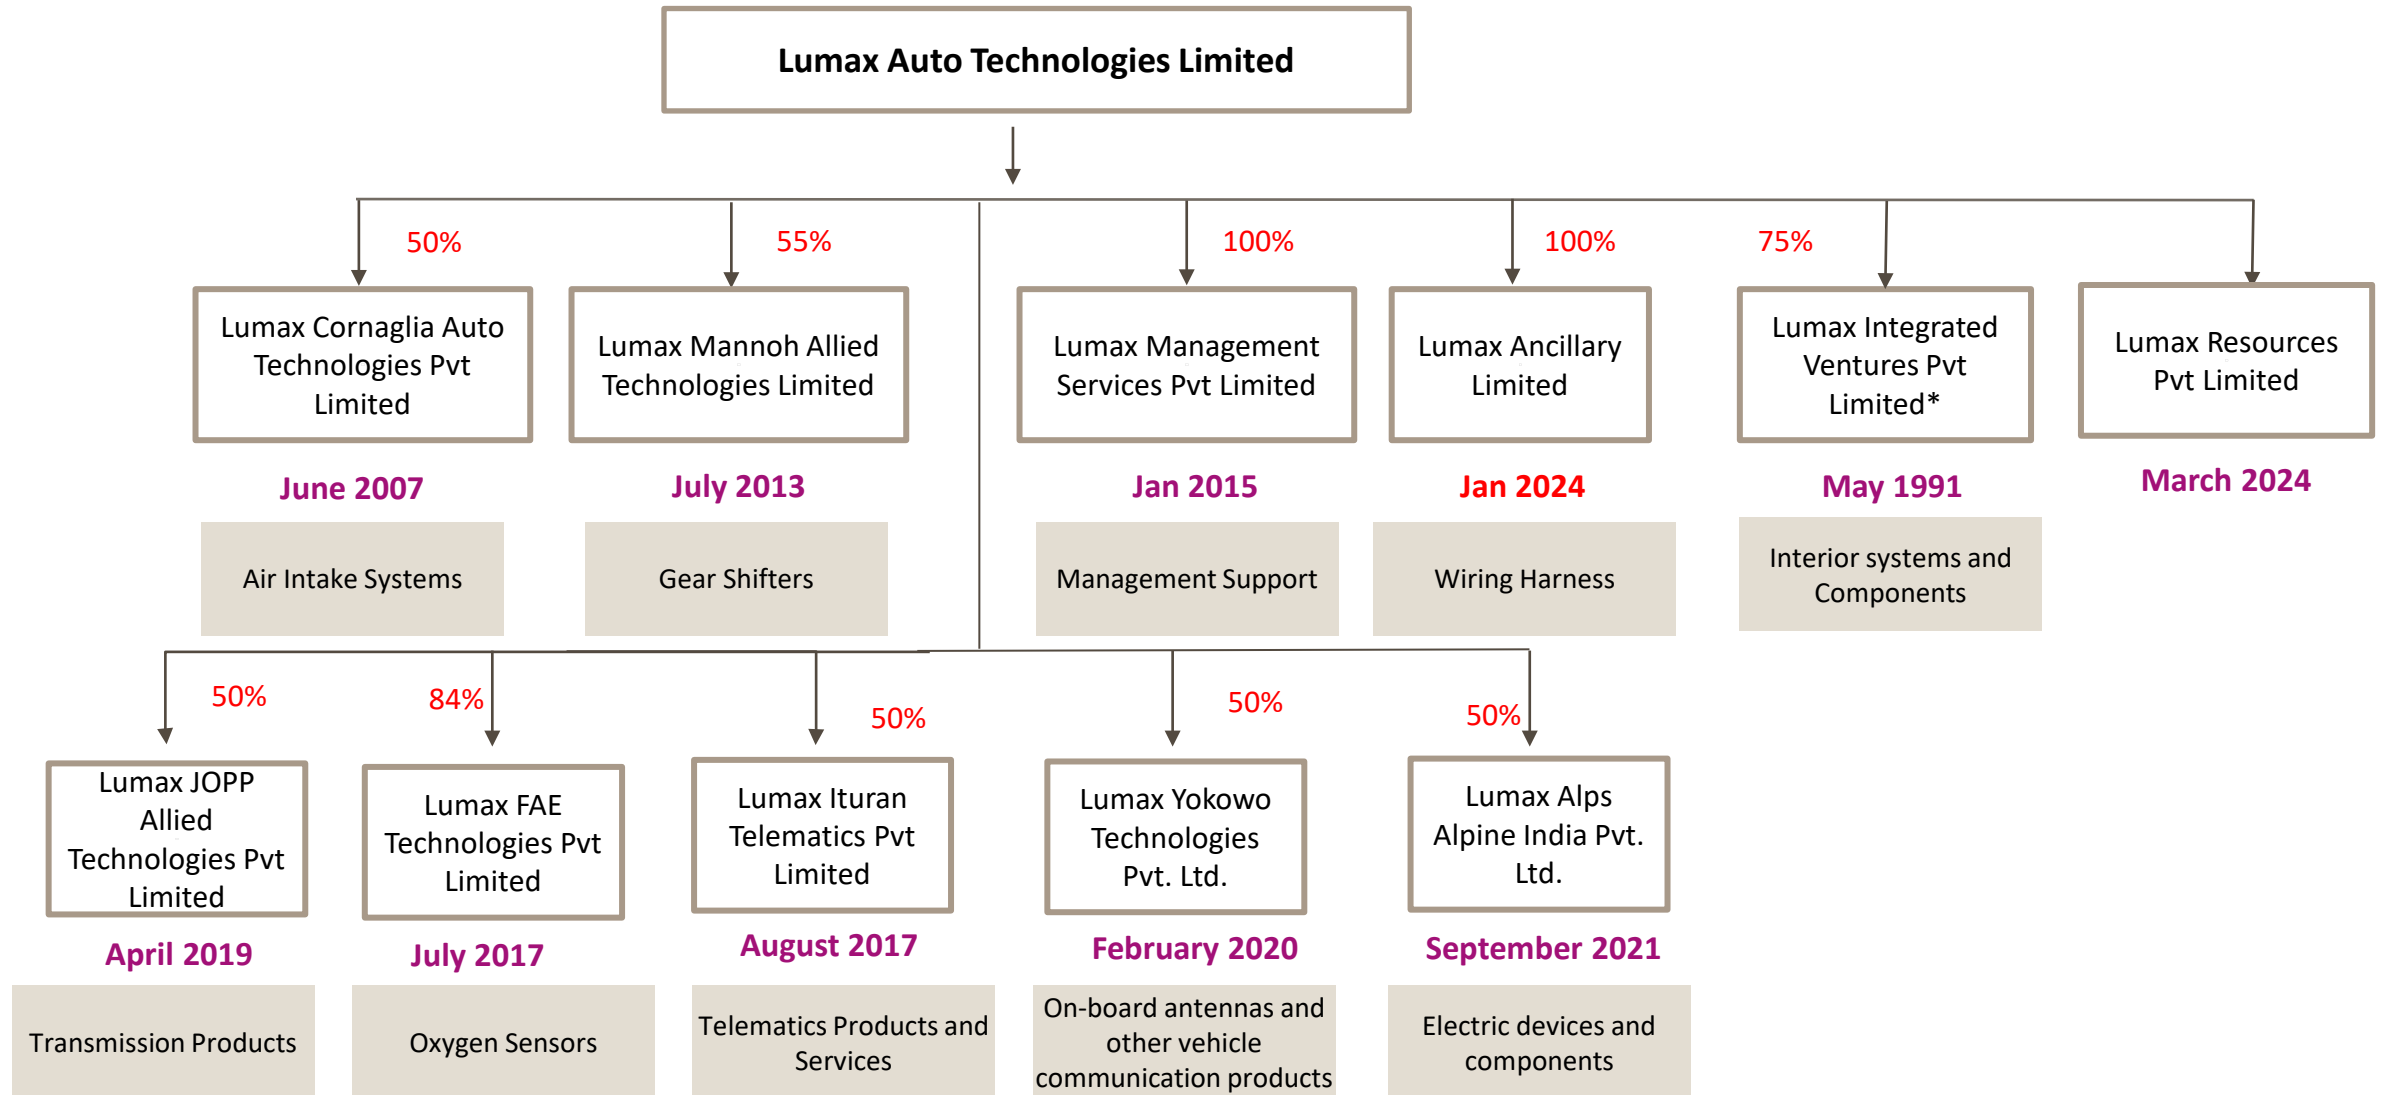 Lumax Auto Technologies Limited
50%
55%
100%
100%
75%
Lumax Cornaglia Auto
Technologies Pvt
Limited
Lumax Mannoh Allied
Technologies Limited
Lumax Management
Services Pvt Limited
Lumax Ancillary
Limited
Lumax Integrated
Ventures Pvt
Limited*
Lumax Resources
Pvt Limited
June 2007
July 2013
Jan 2015
Jan 2024
May 1991
March 2024
Air Intake Systems
Gear Shifters
Management Support
Wiring Harness
Interior systems and
Components
50%
84%
50%
50%
50%
Lumax JOPP
Allied
Technologies Pvt
Limited
Lumax FAE
Technologies Pvt
Limited
Lumax Ituran
Telematics Pvt
Limited
Lumax Yokowo
Technologies
Pvt. Ltd.
Lumax Alps
Alpine India Pvt.
Ltd.
April 2019
July 2017
August 2017
February 2020
September 2021
Transmission Products
Oxygen Sensors
Telematics Products and
Services
On-board antennas and
other vehicle
communication products
Electric devices and
components